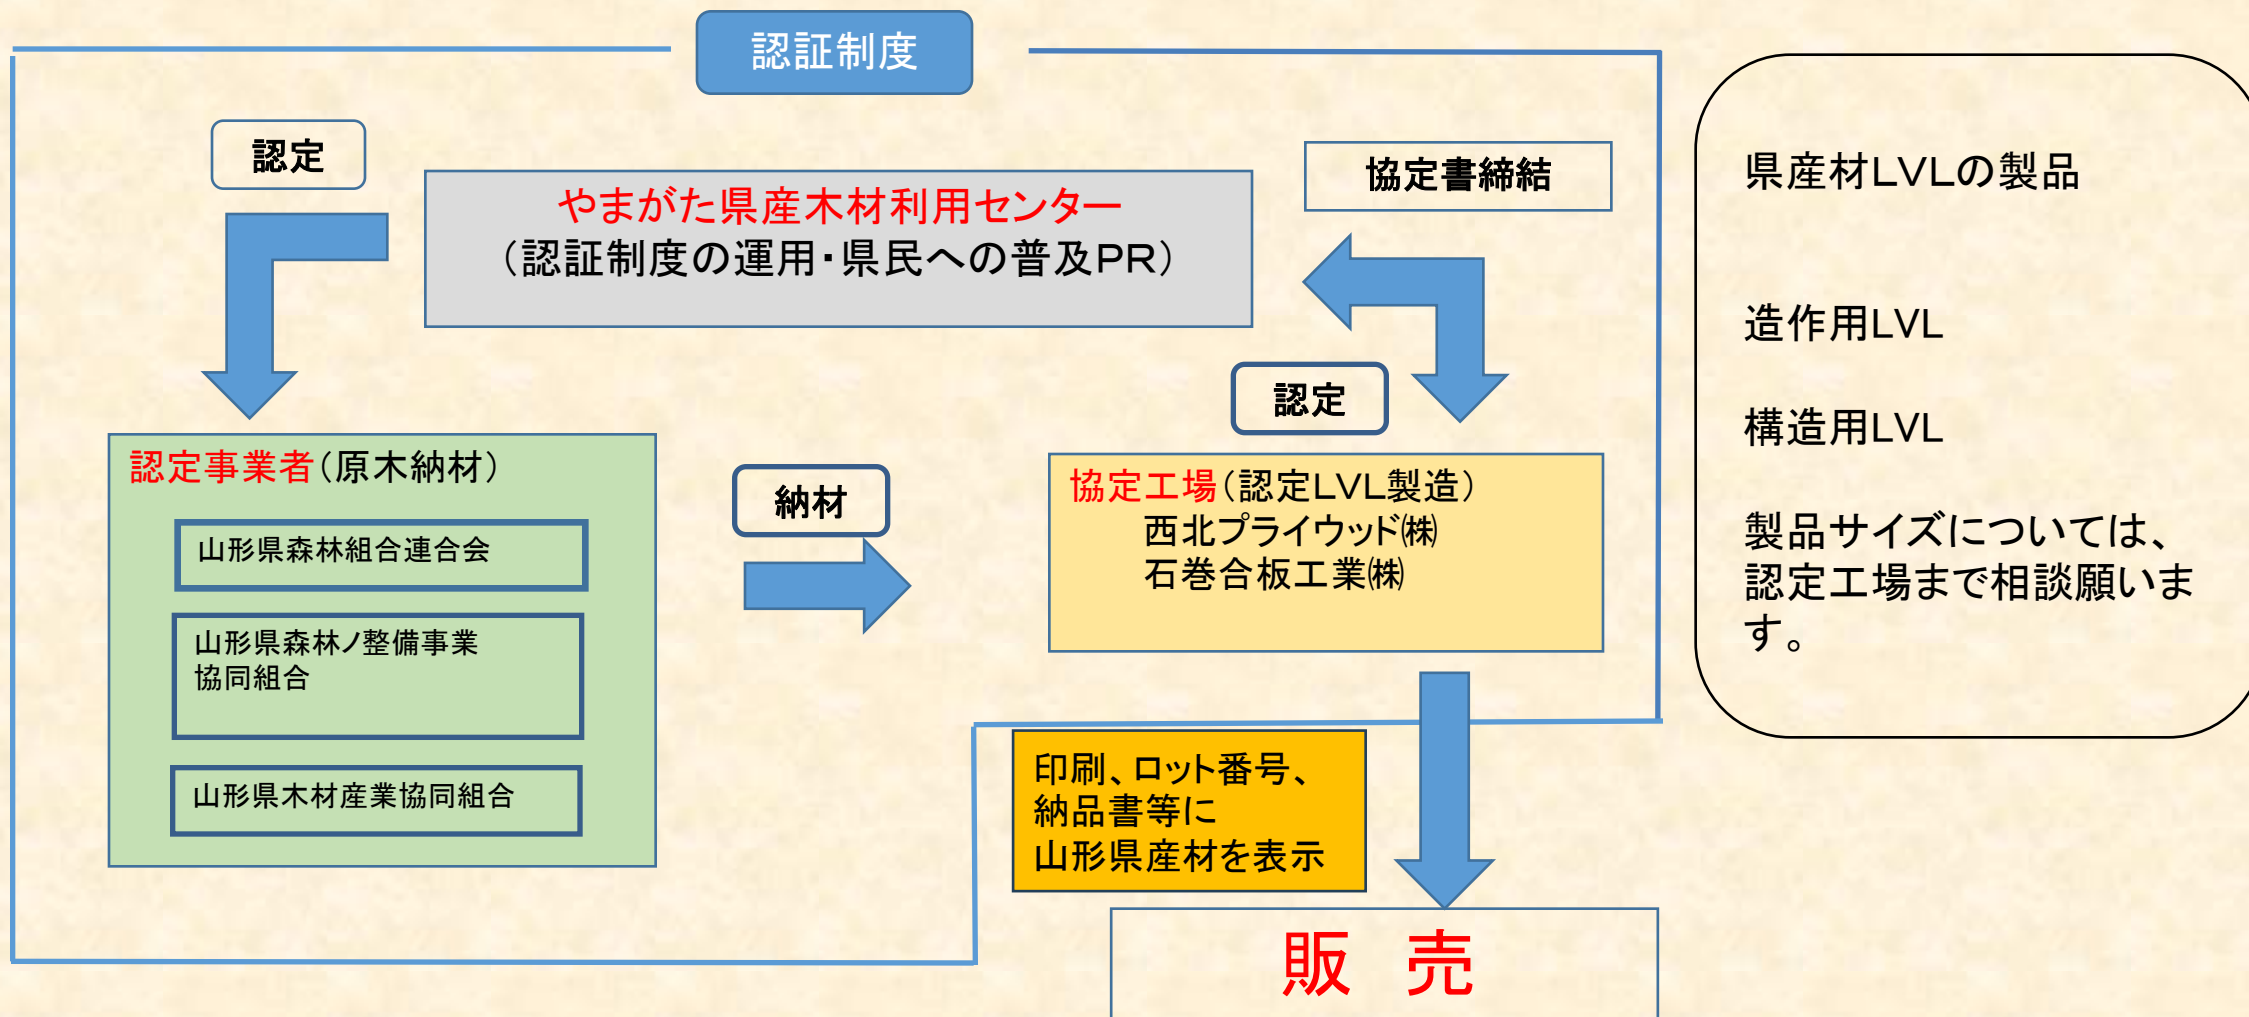 認証制度
認定
やまがた県産木材利用センター
（認証制度の運用・県民への普及PR）
協定書締結
認定
認定事業者（原木納材）
山形県森林組合連合会
山形県森林ノ整備事業
協同組合
山形県木材産業協同組合
納材
協定工場（認定LVL製造）
西北プライウッド㈱
石巻合板工業㈱
印刷、ロット番号、
納品書等に
山形県産材を表示
販　売
県産材LVLの製品
造作用LVL
構造用LVL
製品サイズについては、
認定工場まで相談願いま
す。